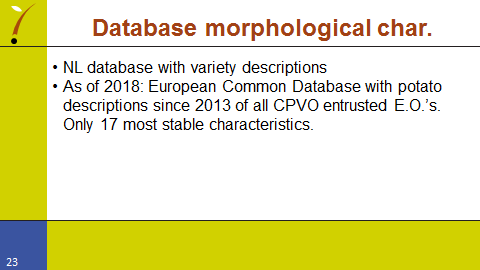 Database morphological char.
• NL database with variety descriptions
• As of 2018: European Common Database with potato
descriptions since 2013 of all CPVO entrusted E.O.'s.
Only 17 most stable characteristics.
23